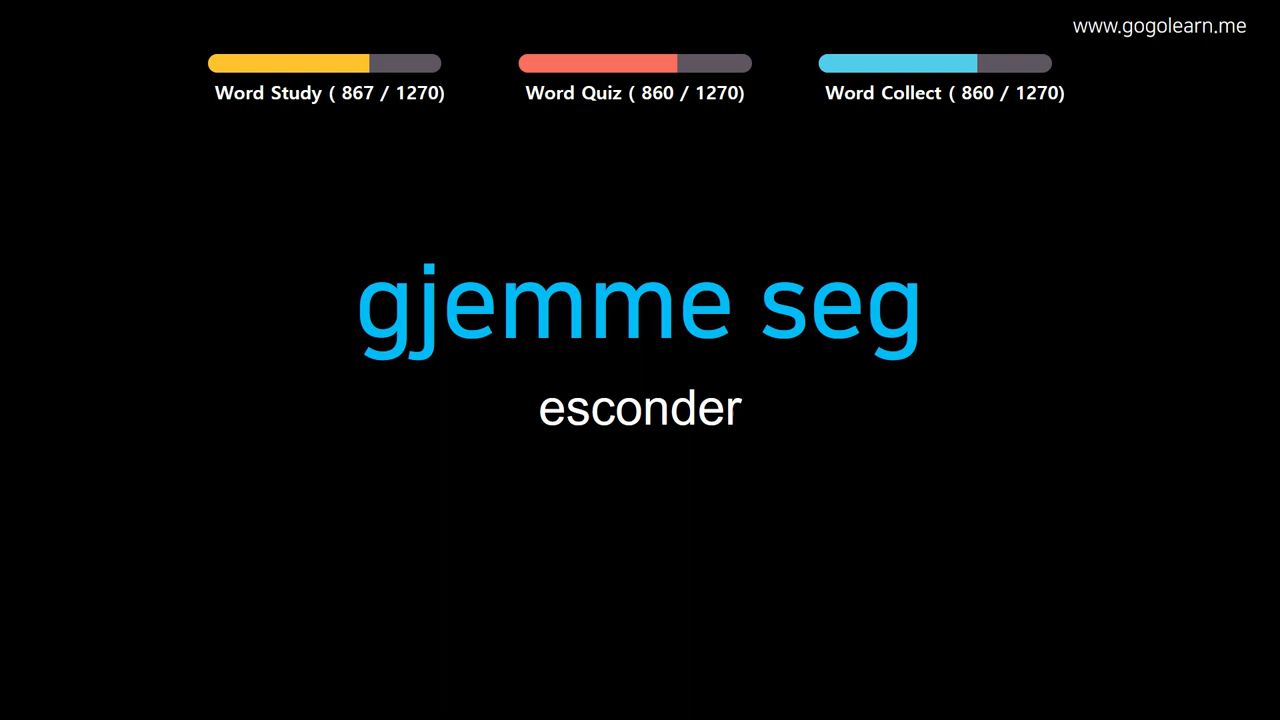 www.gogolearn.me
Word Study ( 867 / 1270)
Word Quiz ( 860 / 1270)
Word Collect ( 860 / 1270)
gjemme seg
esconder